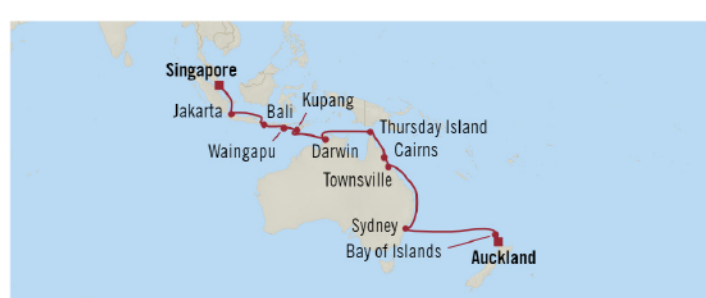 Singapore
Jakarta
Bali
Kupang
Waingapu
Darwin
Thursday Island
Cairns
Townsville
Sydney
Bay of Islands
Auckland